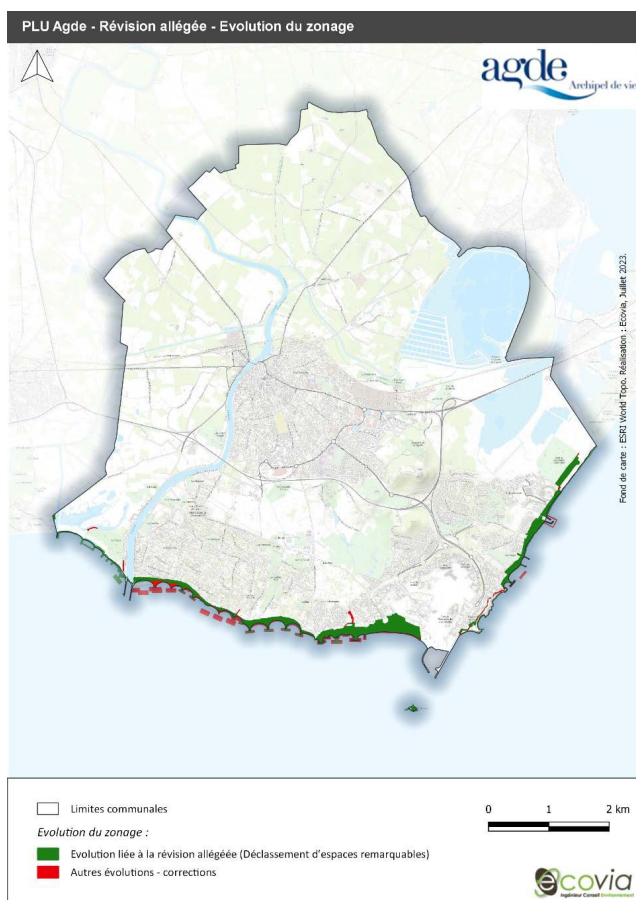 PLU Agde - Révision allégée - Evolution du zonage
agde
Archipel de vie
Fond de carte : ESRI World Topo. Réalisation : Ecovia, Juillet 2023.
Limites communales
0 1 2 km
Evolution du zonage :
Evolution liée à la révision allégéée (Déclassement d'espaces remarquables)
Autres évolutions - corrections
ecovia
Ingénieur Conseil Environnement